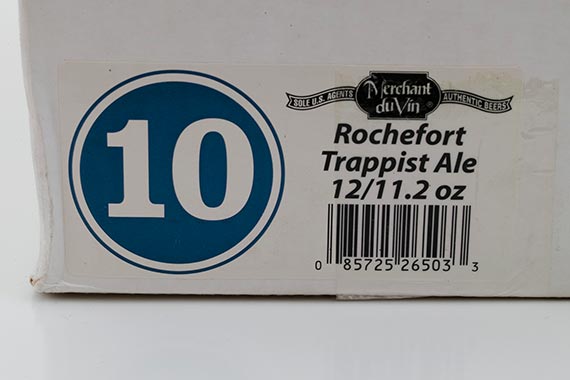 10
Merchant
du Vin ®
SOLE U.S. AGENTS
AUTHENTIC BEERS
Rochefort
Trappist Ale
12/11.2 oz
0 85725 26503 3